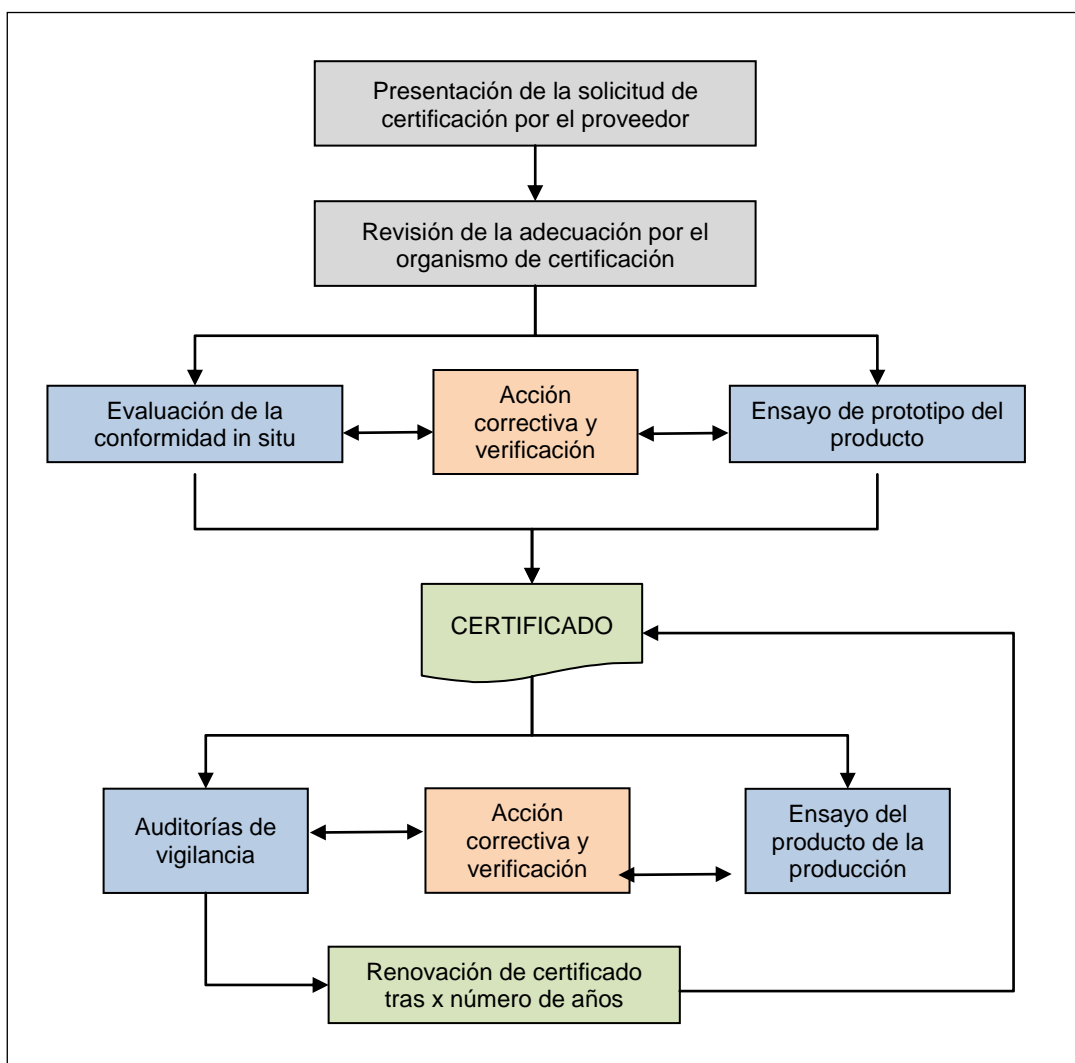 Presentación de la solicitud de
certificación por el proveedor
Revisión de la adecuación por el
organismo de certificación
Evaluación de la
conformidad in situ
Acción
correctiva y
verificación
Ensayo de prototipo del
producto
CERTIFICADO
Auditorías de
vigilancia
Acción
correctiva y
verificación
Ensayo del
producto de la
producción
Renovación de certificado
tras x número de años